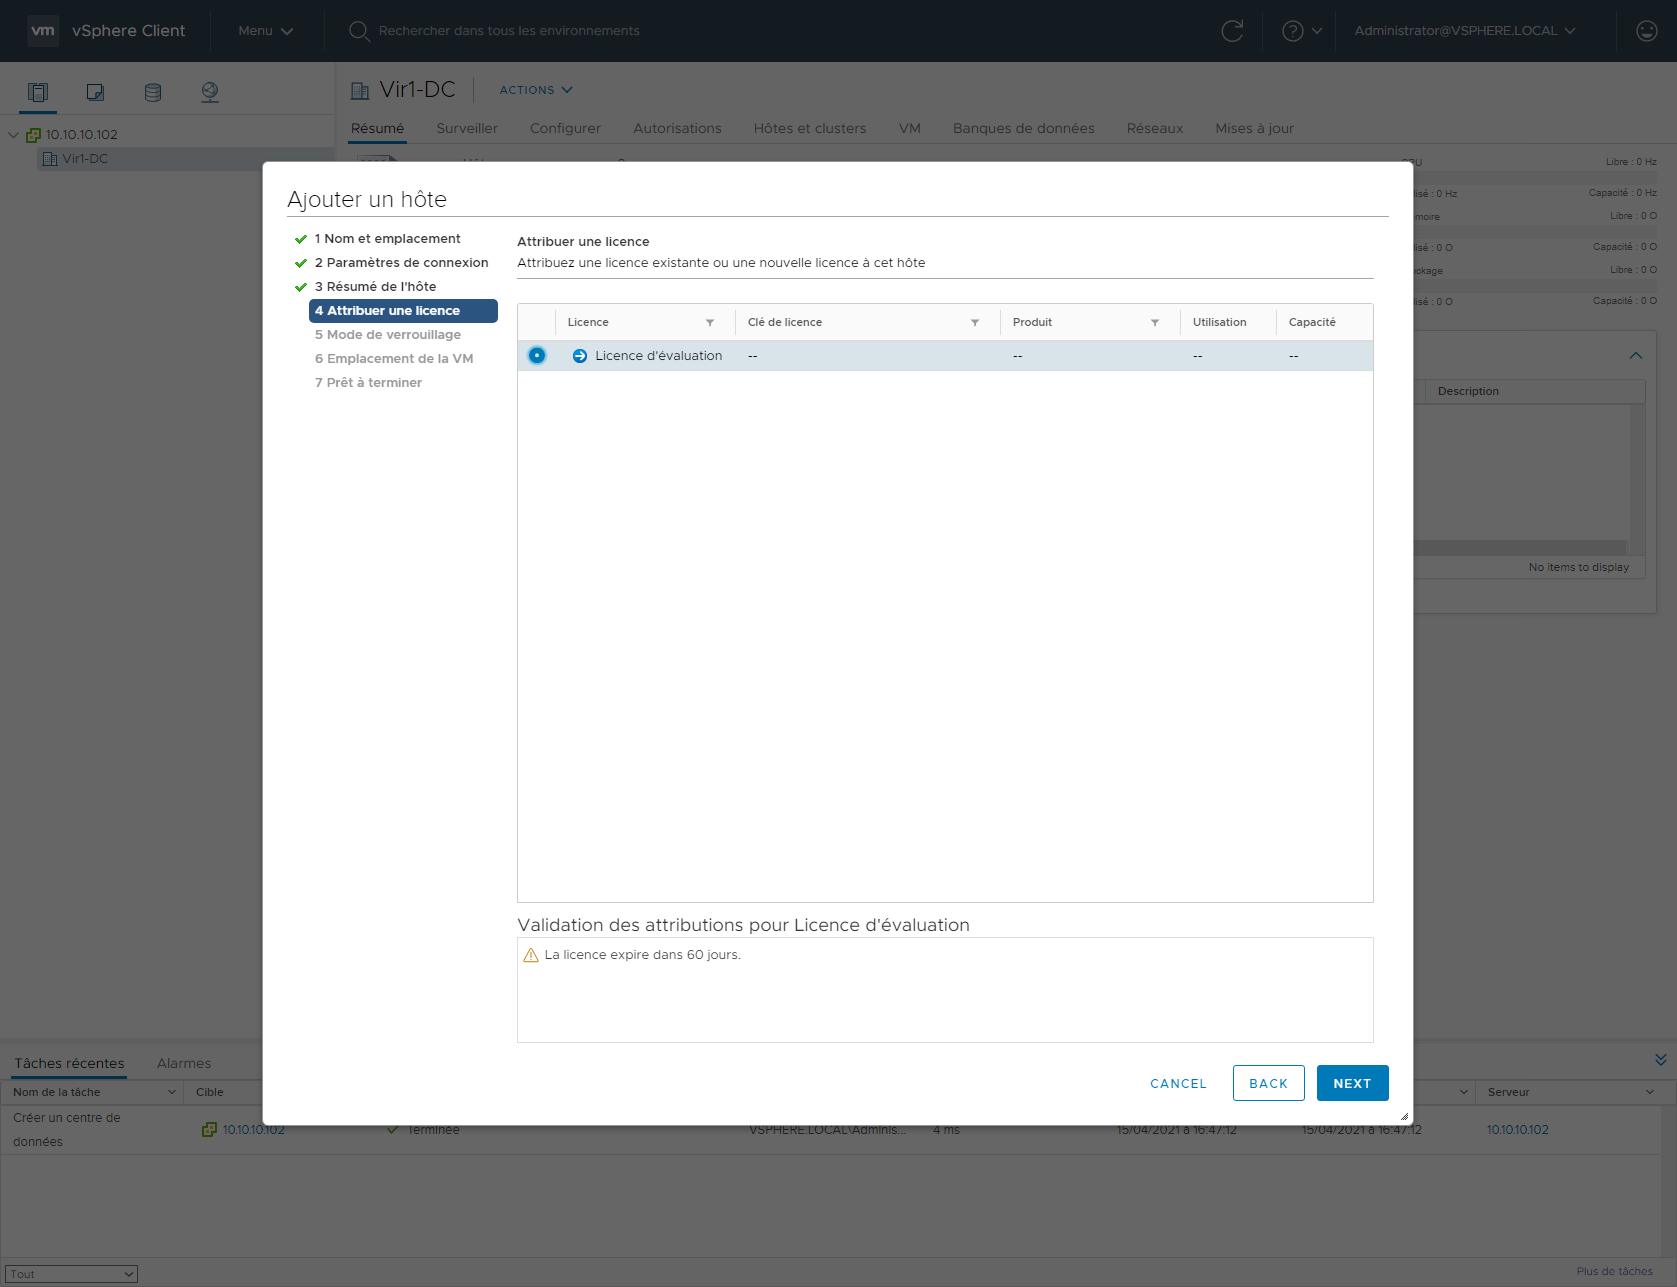 vm vSphere Client Menu Rechercher dans tous les environnements Administrator@VSPHERE.LOCAL
10.10.10.102
Vir1-DC
Vir1-DC ACTIONS
Résumé Surveiller Configurer Autorisations Hôtes et clusters VM Banques de données Réseaux Mises à jour
Libre : 0 Hz
Capacité : 0 Hz
Libre : 0 O
Capacité : 0 O
Libre : 0 O
Capacité : 0 O
Description
No items to display
Ajouter un hôte
1 Nom et emplacement
2 Paramètres de connexion
3 Résumé de l'hôte
4 Attribuer une licence
5 Mode de verrouillage
6 Emplacement de la VM
7 Prêt à terminer
Attribuer une licence
Attribuez une licence existante ou une nouvelle licence à cet hôte
Licence Clé de licence Produit Utilisation Capacité
Licence d'évaluation -- -- -- --
Validation des attributions pour Licence d'évaluation
La licence expire dans 60 jours.
CANCEL BACK NEXT
Tâches récentes Alarmes
Nom de la tâche Cible Serveur
Créer un centre de
données
10.10.10.102 Terminée VSPHERE.LOCAL\Adminis... 4 ms 15/04/2021 à 16:47:12 15/04/2021 à 16:47:12 10.10.10.102
Tout Plus de tâches